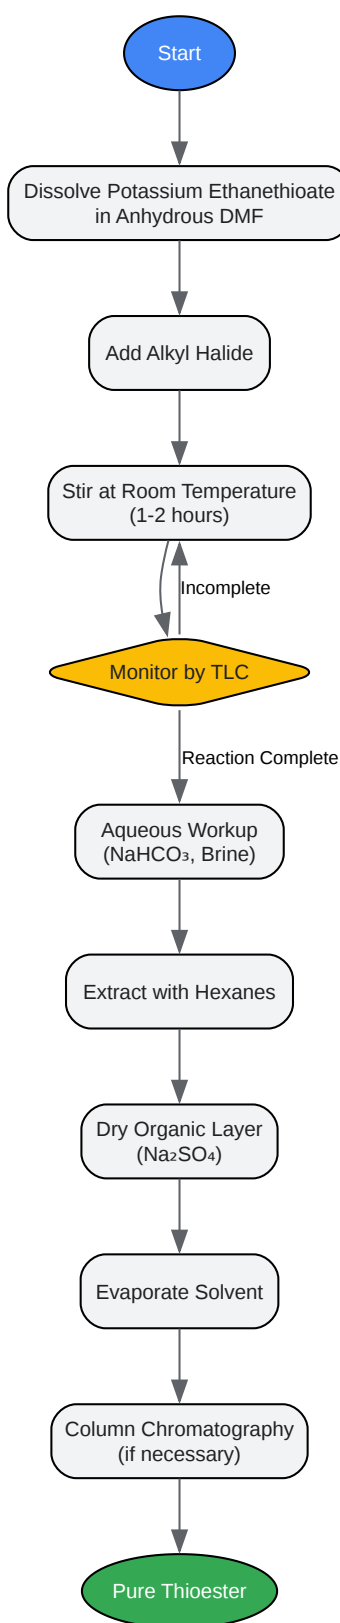 Start
Dissolve Potassium Ethanethioate
in Anhydrous DMF
Add Alkyl Halide
Stir at Room Temperature
(1-2 hours)
Incomplete
Monitor by TLC
Reaction Complete
Aqueous Workup
(NaHCO₃, Brine)
Extract with Hexanes
Dry Organic Layer
(Na₂SO₄)
Evaporate Solvent
Column Chromatography
(if necessary)
Pure Thioester